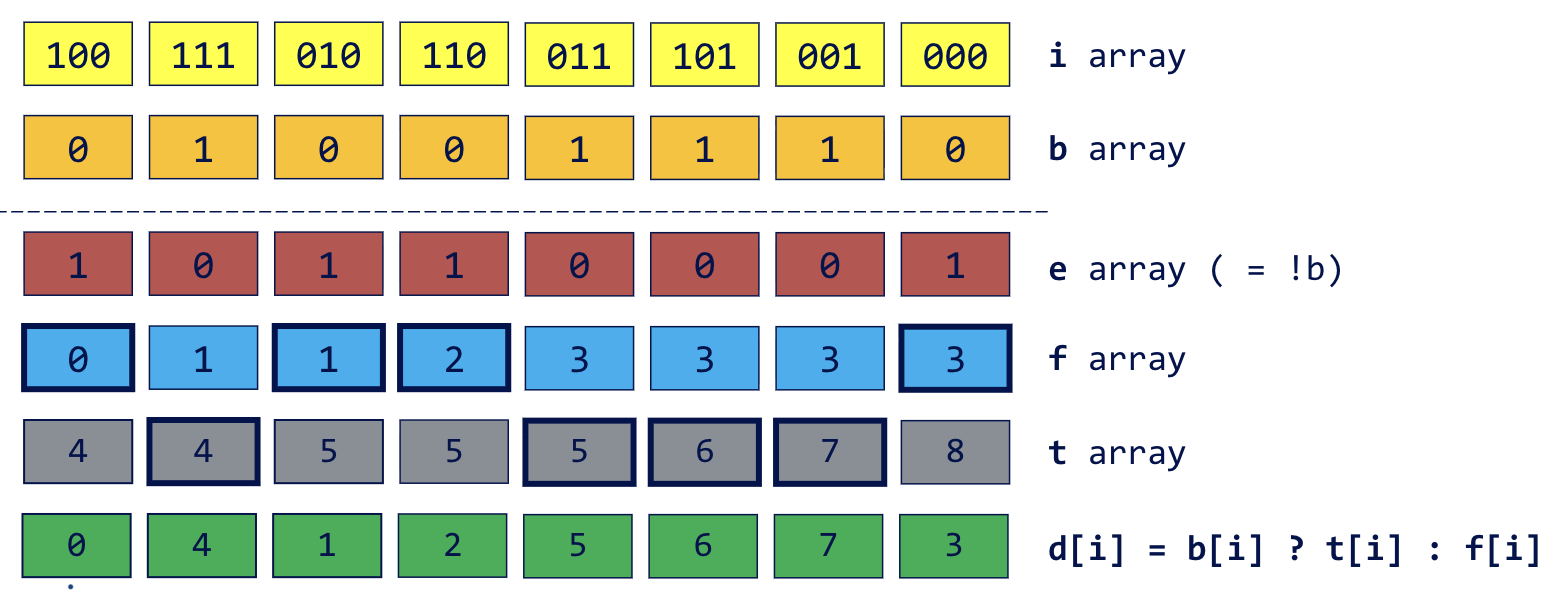 100 111 010 110 011 101 001 000 i array
0 1 0 0 1 1 1 0 b array
1 0 1 1 0 0 0 1 e array ( = !b)
0 1 1 2 3 3 3 3 f array
4 4 5 5 5 6 7 8 t array
0 4 1 2 5 6 7 3 d[i] = b[i] ? t[i] : f[i]